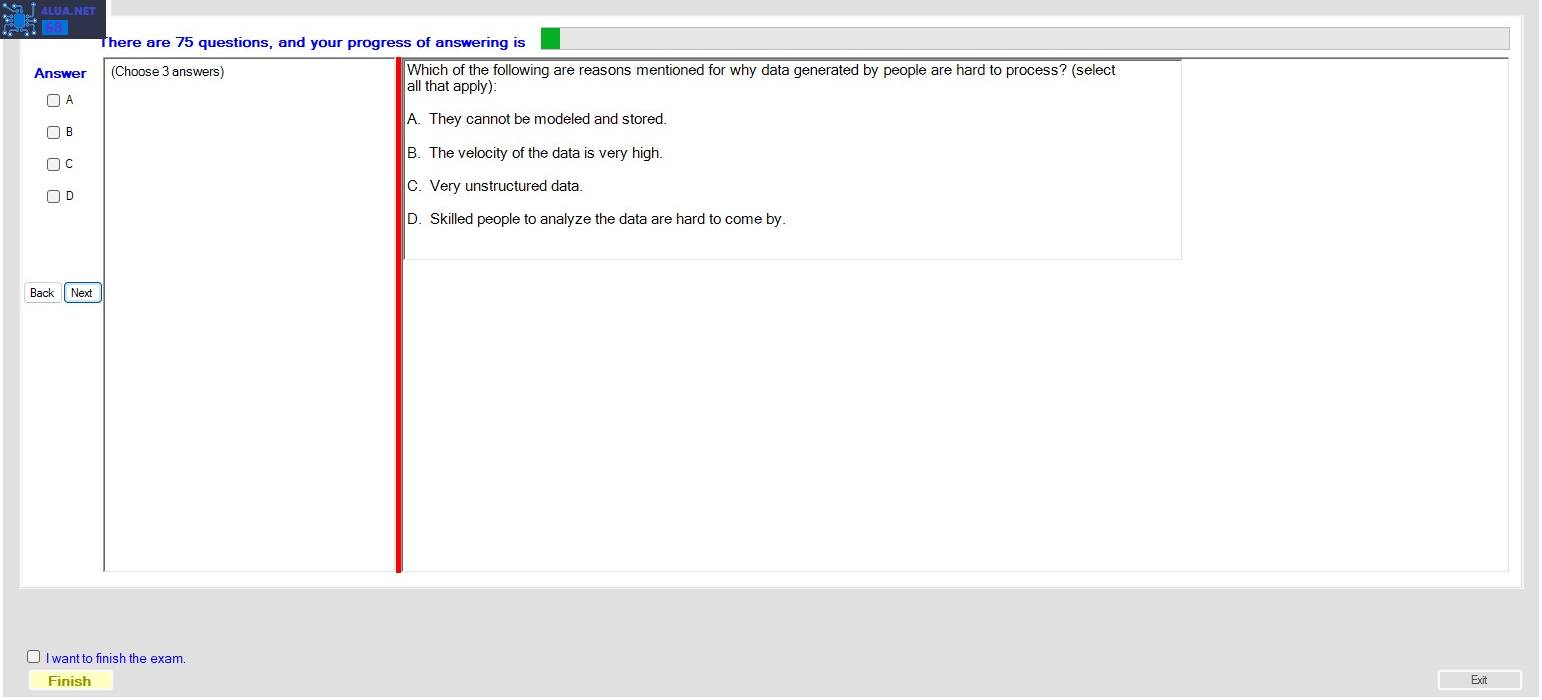 4LUA.NET
68
There are 75 questions, and your progress of answering is
Answer
(Choose 3 answers)
A
B
C
D
Back
Next
Which of the following are reasons mentioned for why data generated by people are hard to process? (select
all that apply):
A. They cannot be modeled and stored.
B. The velocity of the data is very high.
C. Very unstructured data.
D. Skilled people to analyze the data are hard to come by.
I want to finish the exam.
Finish
Exit